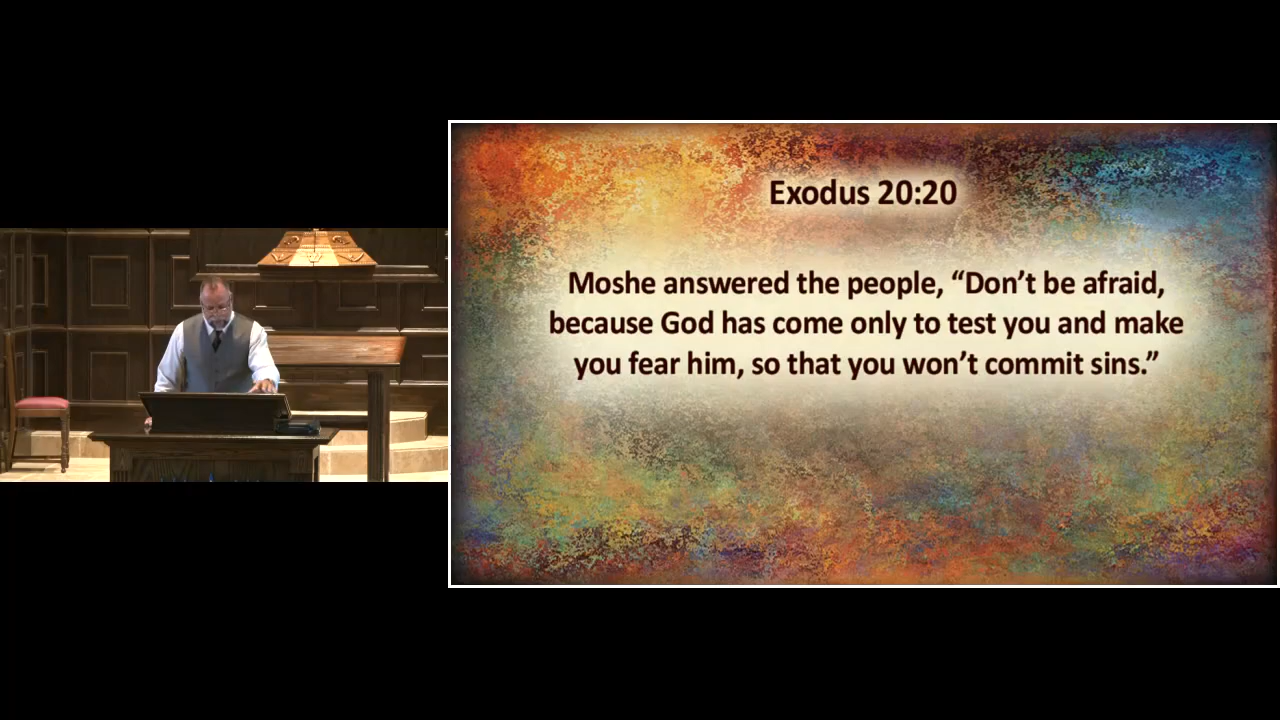 Exodus 20:20
Moshe answered the people, “Don’t be afraid,
because God has come only to test you and make
you fear him, so that you won’t commit sins.”